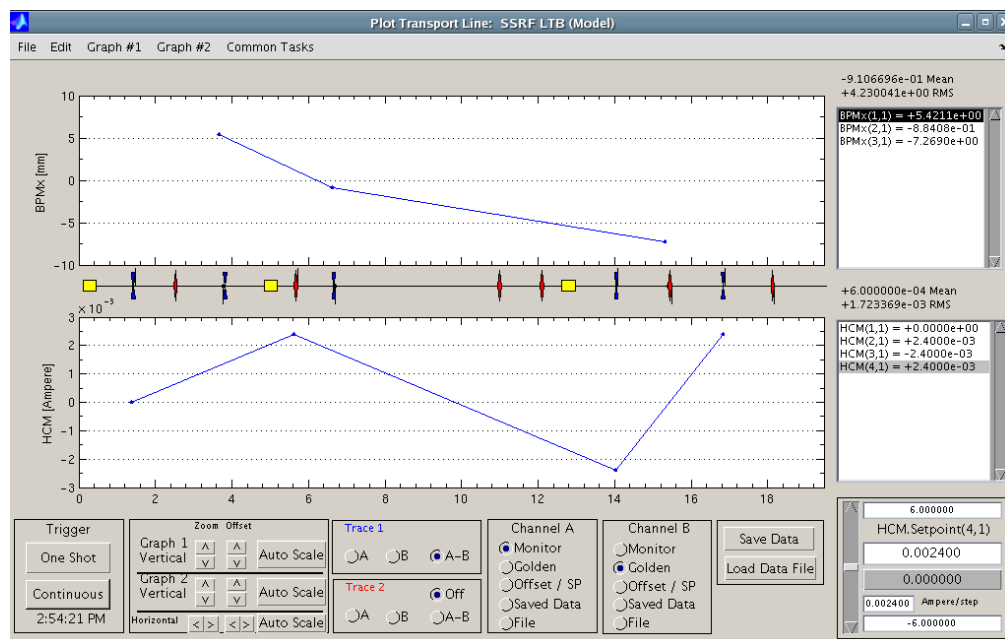 Plot Transport Line: SSRF LTB (Model)
File Edit Graph #1 Graph #2 Common Tasks
-9.106696e-01 Mean
+4.230041e+00 RMS
BPMx [mm]
10
5
0
-5
-10
BPMx(1,1) = +5.4211e+00
BPMx(2,1) = -8.8408e-01
BPMx(3,1) = -7.2690e+00
+6.000000e-04 Mean
+1.723369e-03 RMS
× 10⁻³
HCM [Ampere]
3
2
1
0
-1
-2
-3
0 2 4 6 8 10 12 14 16 18
HCM(1,1) = +0.0000e+00
HCM(2,1) = +2.4000e-03
HCM(3,1) = -2.4000e-03
HCM(4,1) = +2.4000e-03
Trigger
One Shot
Continuous
2:54:21 PM
Zoom Offset
Graph 1
Vertical
Auto Scale
Graph 2
Vertical
Auto Scale
Horizontal < > < > Auto Scale
Trace 1
A B A-B
Trace 2
Off
A B A-B
Channel A
Monitor
Golden
Offset / SP
Saved Data
File
Channel B
Monitor
Golden
Offset / SP
Saved Data
File
Save Data
Load Data File
6.000000
HCM.Setpoint(4,1)
0.002400
0.000000
0.002400 Ampere/step
-6.000000